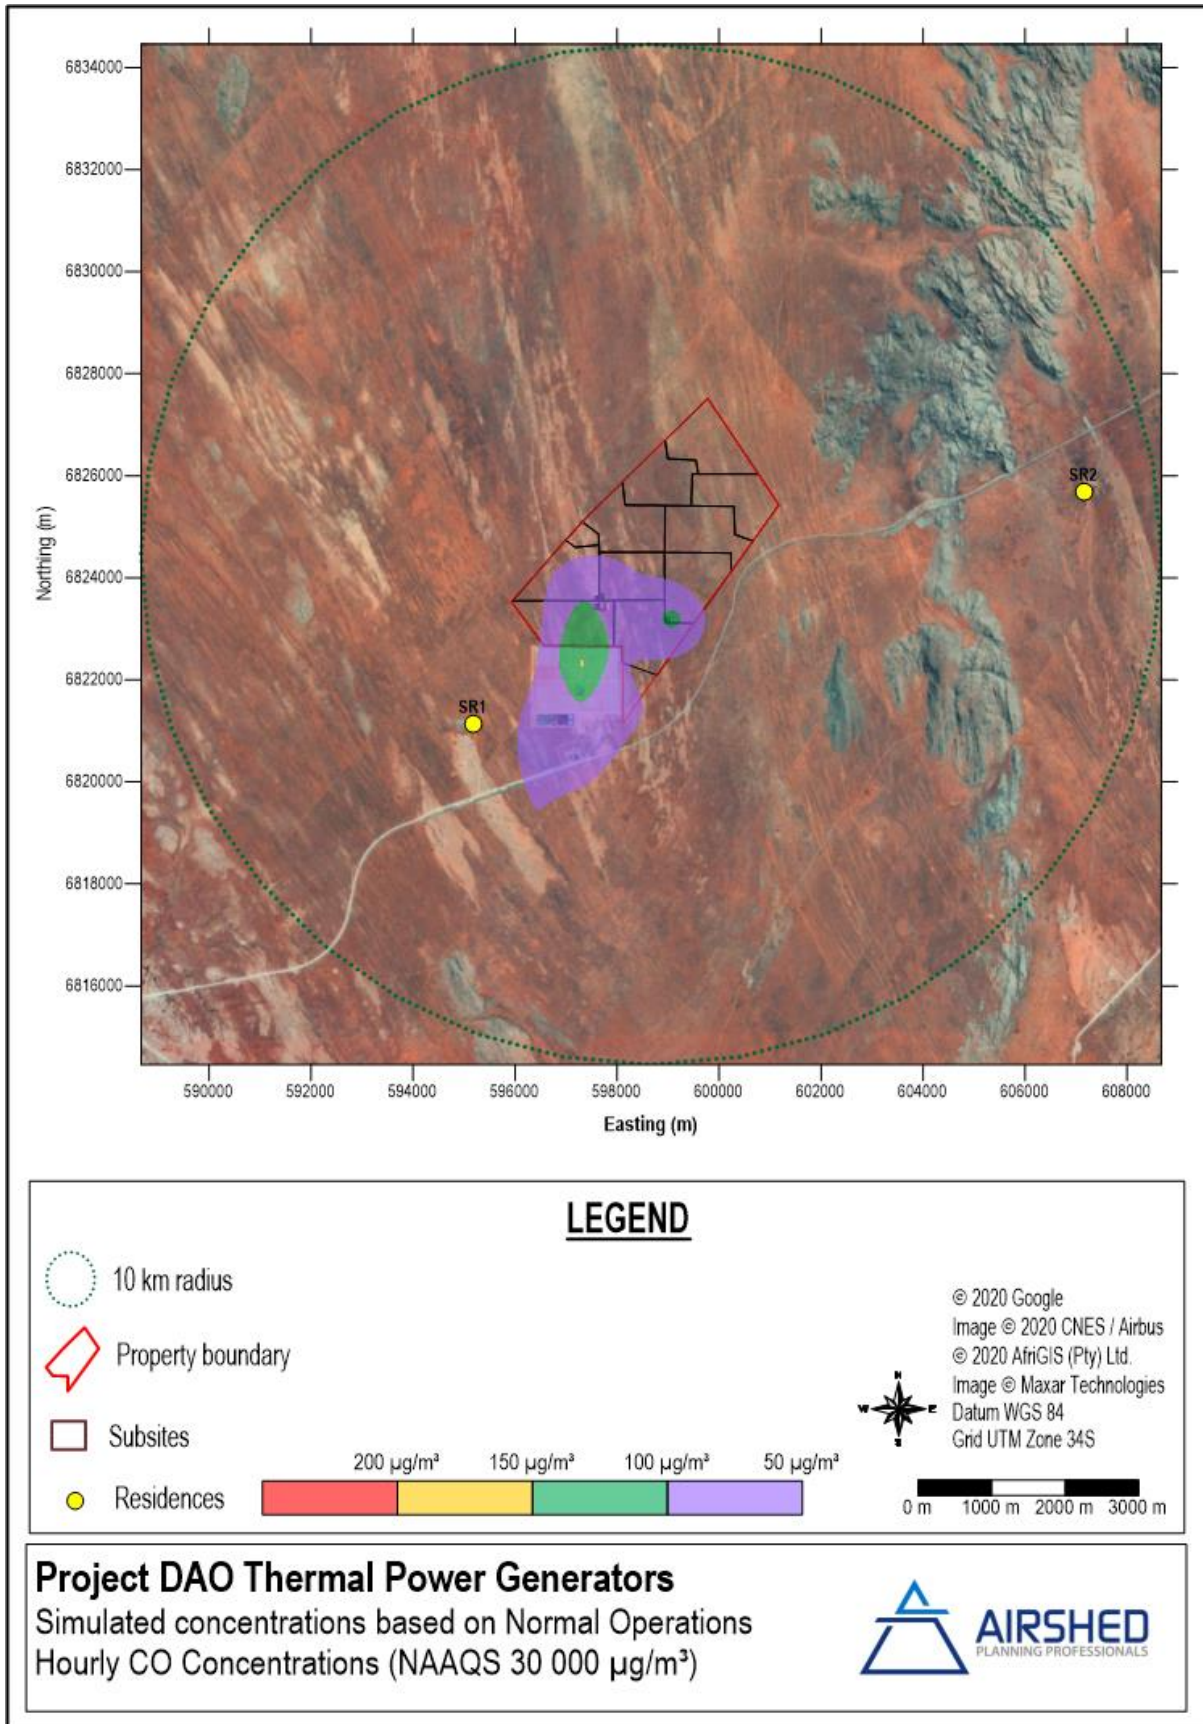 6834000
6832000
6830000
6828000
6826000
6824000
6822000
6820000
6818000
6816000
Northing (m)
SR2
SR1
590000 592000 594000 596000 598000 600000 602000 604000 606000 608000
Easting (m)
LEGEND
10 km radius
Property boundary
Subsites
Residences
200 µg/m³ 150 µg/m³ 100 µg/m³ 50 µg/m³
© 2020 Google
Image © 2020 CNES / Airbus
© 2020 AfriGIS (Pty) Ltd.
Image © Maxar Technologies
Datum WGS 84
Grid UTM Zone 34S
N
W E
S
0 m 1000 m 2000 m 3000 m
Project DAO Thermal Power Generators
Simulated concentrations based on Normal Operations
Hourly CO Concentrations (NAAQS 30 000 µg/m³)
AIRSHED
PLANNING PROFESSIONALS